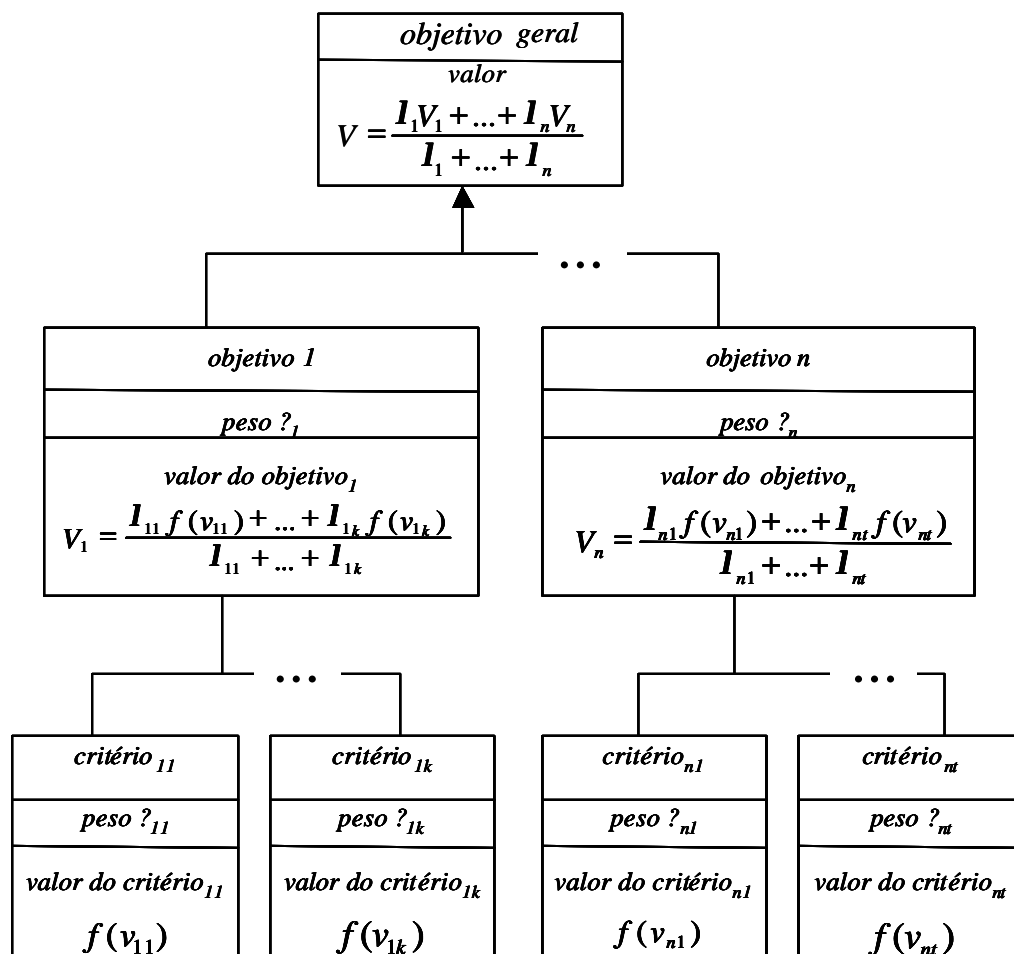 objetivo geral
valor
V = (l₁V₁ + ... + lₙVₙ) / (l₁ + ... + lₙ)
...
objetivo 1
peso ?₁
valor do objetivo₁
V₁ = (l₁₁ f(v₁₁) + ... + l₁ₖ f(v₁ₖ)) / (l₁₁ + ... + l₁ₖ)
objetivo n
peso ?ₙ
valor do objetivoₙ
Vₙ = (lₙ₁ f(vₙ₁) + ... + lₙₜ f(vₙₜ)) / (lₙ₁ + ... + lₙₜ)
...
...
critério₁₁
peso ?₁₁
valor do critério₁₁
f(v₁₁)
critério₁ₖ
peso ?₁ₖ
valor do critério₁ₖ
f(v₁ₖ)
critérioₙ₁
peso ?ₙ₁
valor do critérioₙ₁
f(vₙ₁)
critérioₙₜ
peso ?ₙₜ
valor do critérioₙₜ
f(vₙₜ)